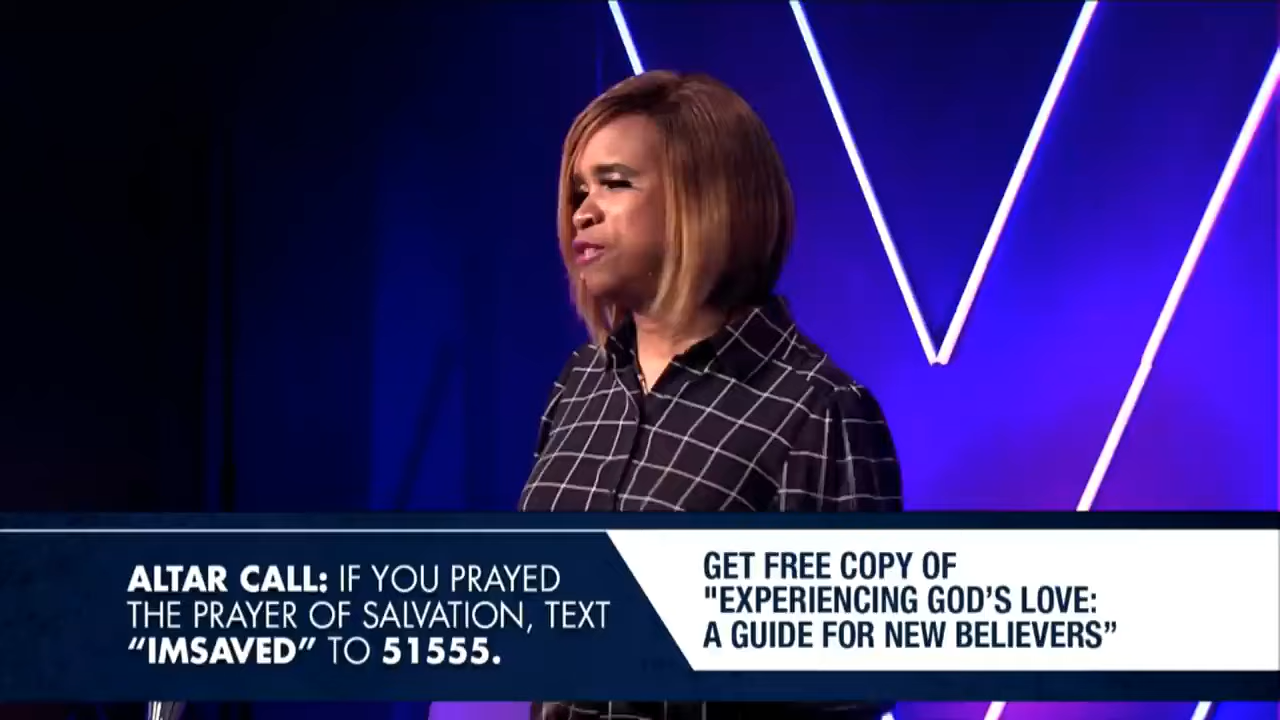 ALTAR CALL: IF YOU PRAYED
THE PRAYER OF SALVATION, TEXT
“IMSAVED” TO 51555.
GET FREE COPY OF
"EXPERIENCING GOD’S LOVE:
A GUIDE FOR NEW BELIEVERS”